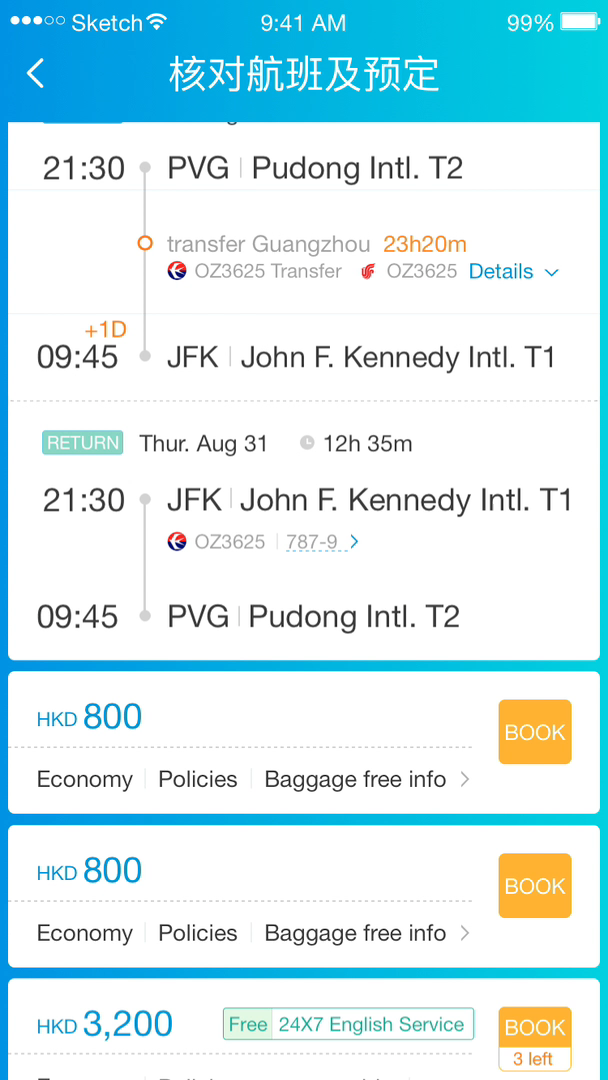 Sketch 9:41 AM 99%
核对航班及预定
21:30 PVG Pudong Intl. T2
transfer Guangzhou 23h20m
OZ3625 Transfer OZ3625 Details
+1D
09:45 JFK John F. Kennedy Intl. T1
RETURN Thur. Aug 31 12h 35m
21:30 JFK John F. Kennedy Intl. T1
OZ3625 787-9
09:45 PVG Pudong Intl. T2
HKD 800
BOOK
Economy Policies Baggage free info
HKD 800
BOOK
Economy Policies Baggage free info
HKD 3,200 Free 24X7 English Service BOOK
3 left